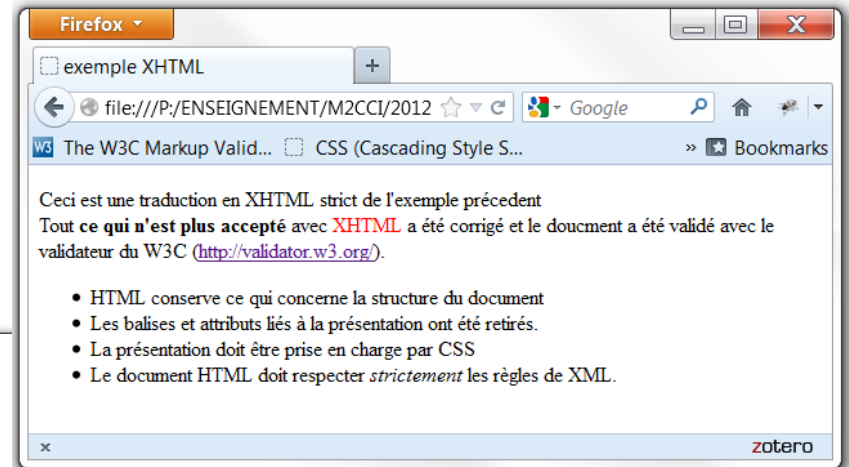 Firefox
exemple XHTML
file:///P:/ENSEIGNEMENT/M2CCI/2012 Google
W3 The W3C Markup Valid... CSS (Cascading Style S... » Bookmarks
Ceci est une traduction en XHTML strict de l'exemple précedent
Tout ce qui n'est plus accepté avec XHTML a été corrigé et le doucment a été validé avec le
validateur du W3C (http://validator.w3.org/).
• HTML conserve ce qui concerne la structure du document
• Les balises et attributs liés à la présentation ont été retirés.
• La présentation doit être prise en charge par CSS
• Le document HTML doit respecter strictement les règles de XML.
x zotero